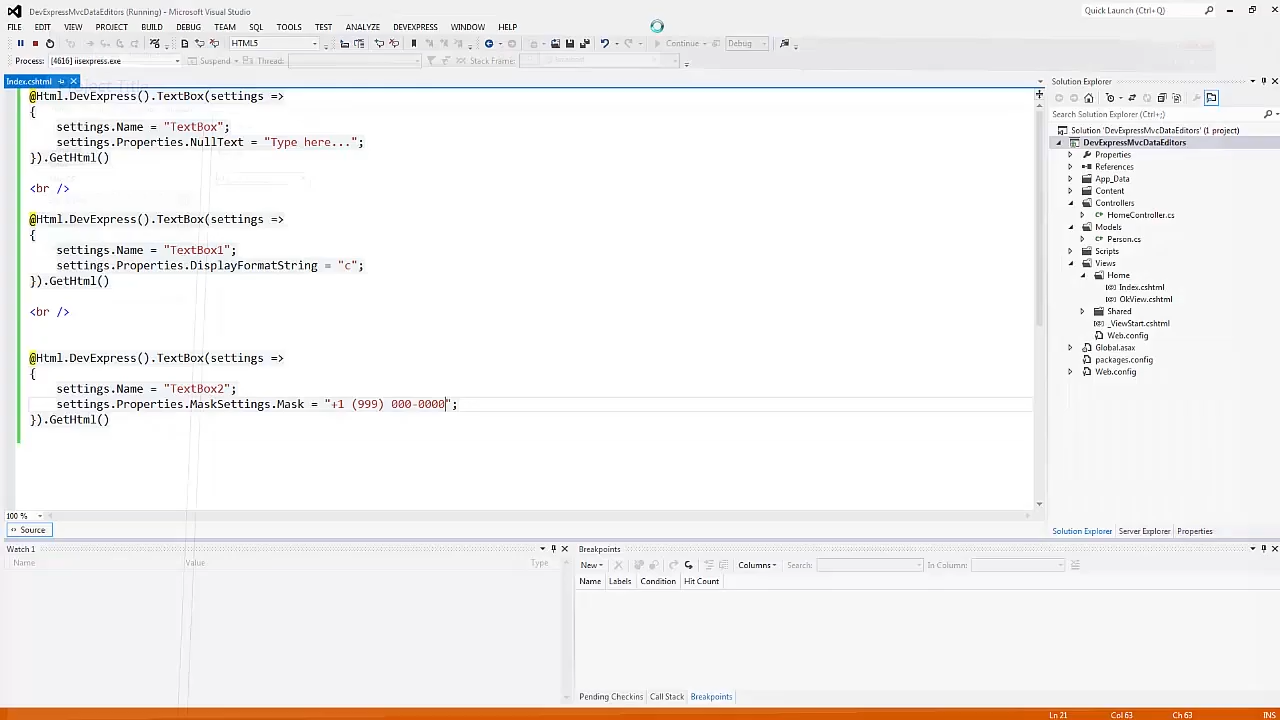 DevExpressMvcDataEditors (Running) - Microsoft Visual Studio
Quick Launch (Ctrl+Q)
FILE EDIT VIEW PROJECT BUILD DEBUG TEAM SQL TOOLS TEST ANALYZE DEVEXPRESS WINDOW HELP
HTML5 Continue Debug
Process: [4616] iisexpress.exe Suspend Thread: Stack Frame:
Index.cshtml
@Html.DevExpress().TextBox(settings =>
{
settings.Name = "TextBox";
settings.Properties.NullText = "Type here...";
}).GetHtml()
<br />
@Html.DevExpress().TextBox(settings =>
{
settings.Name = "TextBox1";
settings.Properties.DisplayFormatString = "c";
}).GetHtml()
<br />
@Html.DevExpress().TextBox(settings =>
{
settings.Name = "TextBox2";
settings.Properties.MaskSettings.Mask = "+1 (999) 000-0000";
}).GetHtml()
100 %
Source
Solution Explorer
Search Solution Explorer (Ctrl+;)
Solution 'DevExpressMvcDataEditors' (1 project)
DevExpressMvcDataEditors
Properties
References
App_Data
Content
Controllers
HomeController.cs
Models
Person.cs
Scripts
Views
Home
Index.cshtml
OkView.cshtml
Shared
_ViewStart.cshtml
Web.config
Global.asax
packages.config
Web.config
Solution Explorer Server Explorer Properties
Watch 1
Name Value Type
Breakpoints
New Columns Search: In Column:
Name Labels Condition Hit Count
Pending Checkins Call Stack Breakpoints
Ln 21 Col 63 Ch 63 INS